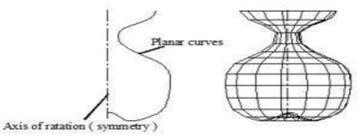 Planar curves
Axis of ratation ( symmetry )